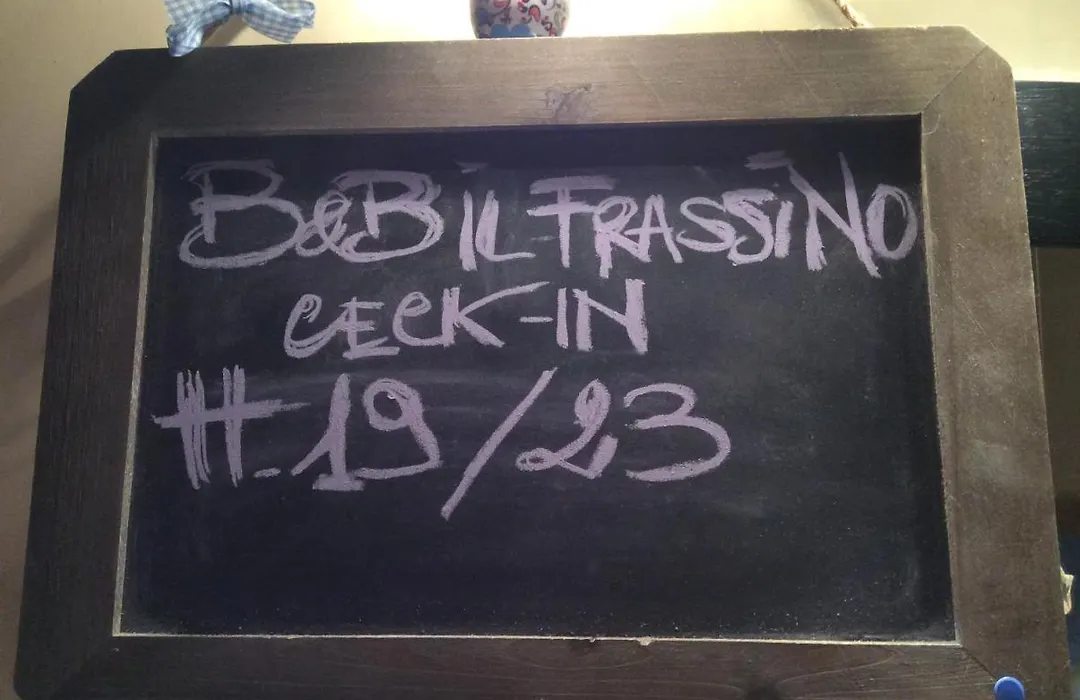 B&B IL FRASSiNO
CECK-IN
H. 19/23